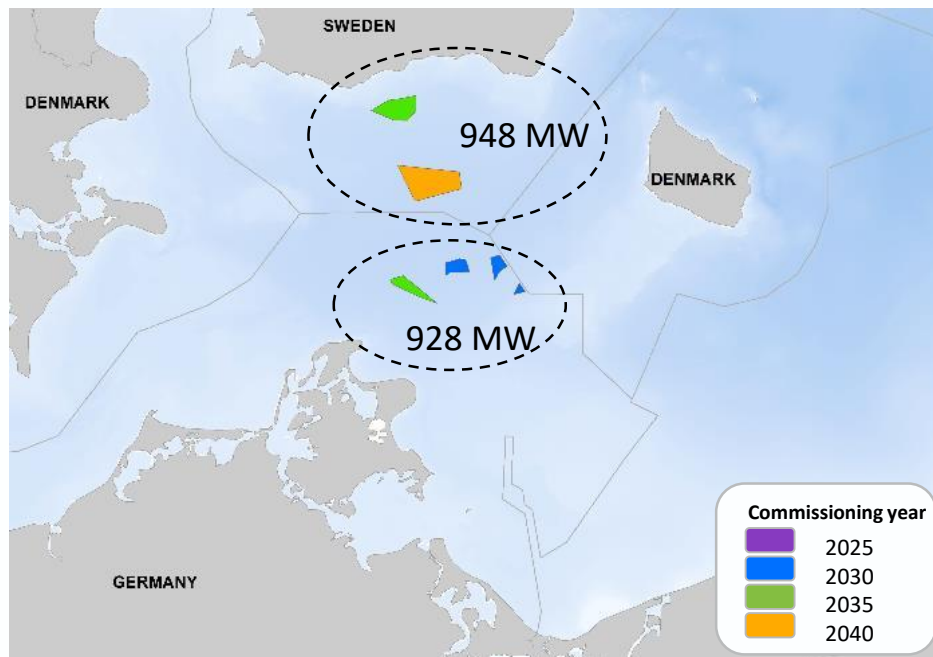 SWEDEN
DENMARK
948 MW
DENMARK
928 MW
GERMANY
Commissioning year
2025
2030
2035
2040